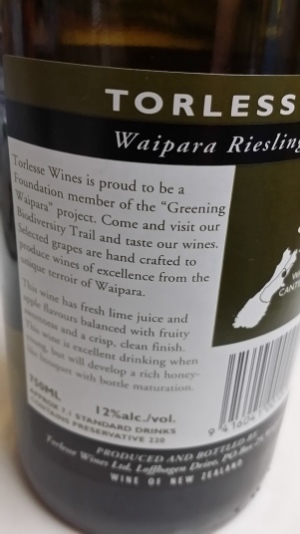 TORLESS
Waipara Riesling
Torlesse Wines is proud to be a
Foundation member of the "Greening
Waipara" project. Come and visit our
Biodiversity Trail and taste our wines.
Selected grapes are hand crafted to
produce wines of excellence from the
unique terroir of Waipara.
This wine has fresh lime juice and
apple flavours balanced with fruity
and a crisp, clean finish.
This wine is excellent drinking when
young, but will develop a rich honey-
like bouquet with bottle maturation.
750ML 12%alc./vol.
APPROX 7.1 STANDARD DRINKS
CONTAINS PRESERVATIVE 220
PRODUCED AND BOTTLED BY
Torlesse Wines Ltd, Loffhagen Drive, PO Box
WINE OF NEW ZEALAND